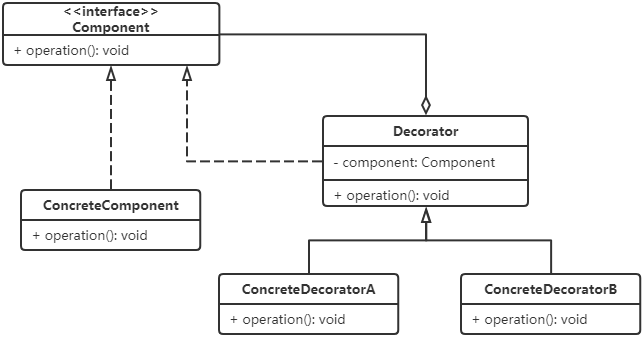 <<interface>>
Component
+ operation(): void
Decorator
- component: Component
+ operation(): void
ConcreteComponent
+ operation(): void
ConcreteDecoratorA
+ operation(): void
ConcreteDecoratorB
+ operation(): void